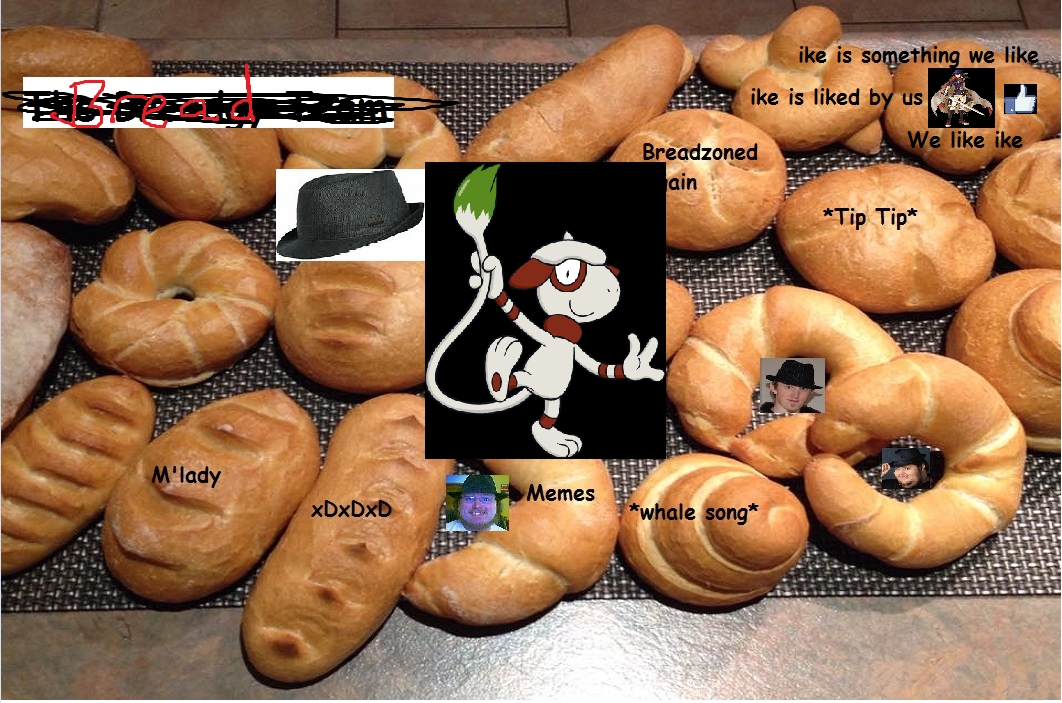 Bread
ike is something we like
ike is liked by us
We like ike
Breadzoned
*Tip Tip*
M'lady
xDxDxD
Memes
*whale song*